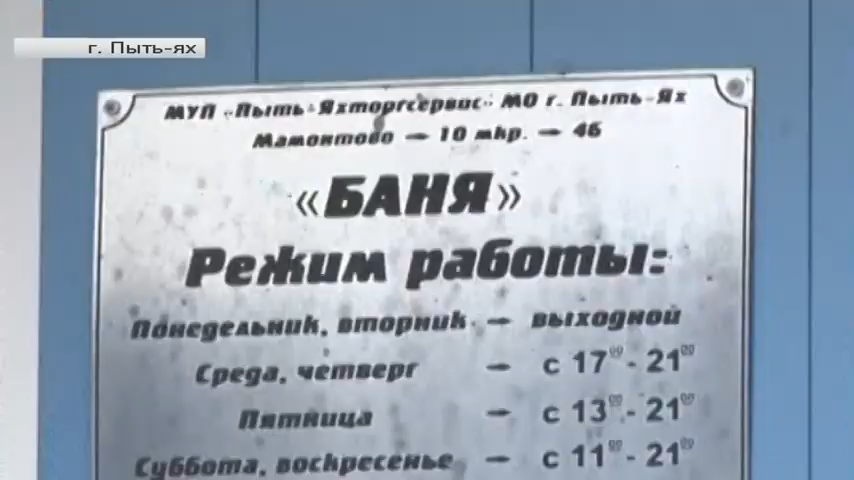 г. Пыть-ях
МУП «Пыть-Яхторгсервис» МО г. Пыть-Ях
Мамонтово – 10 мкр. – 46
«БАНЯ»
Режим работы:
Понедельник, вторник – выходной
Среда, четверг – с 17⁰⁰ - 21⁰⁰
Пятница – с 13⁰⁰ - 21⁰⁰
Суббота, воскресенье – с 11⁰⁰ - 21⁰⁰